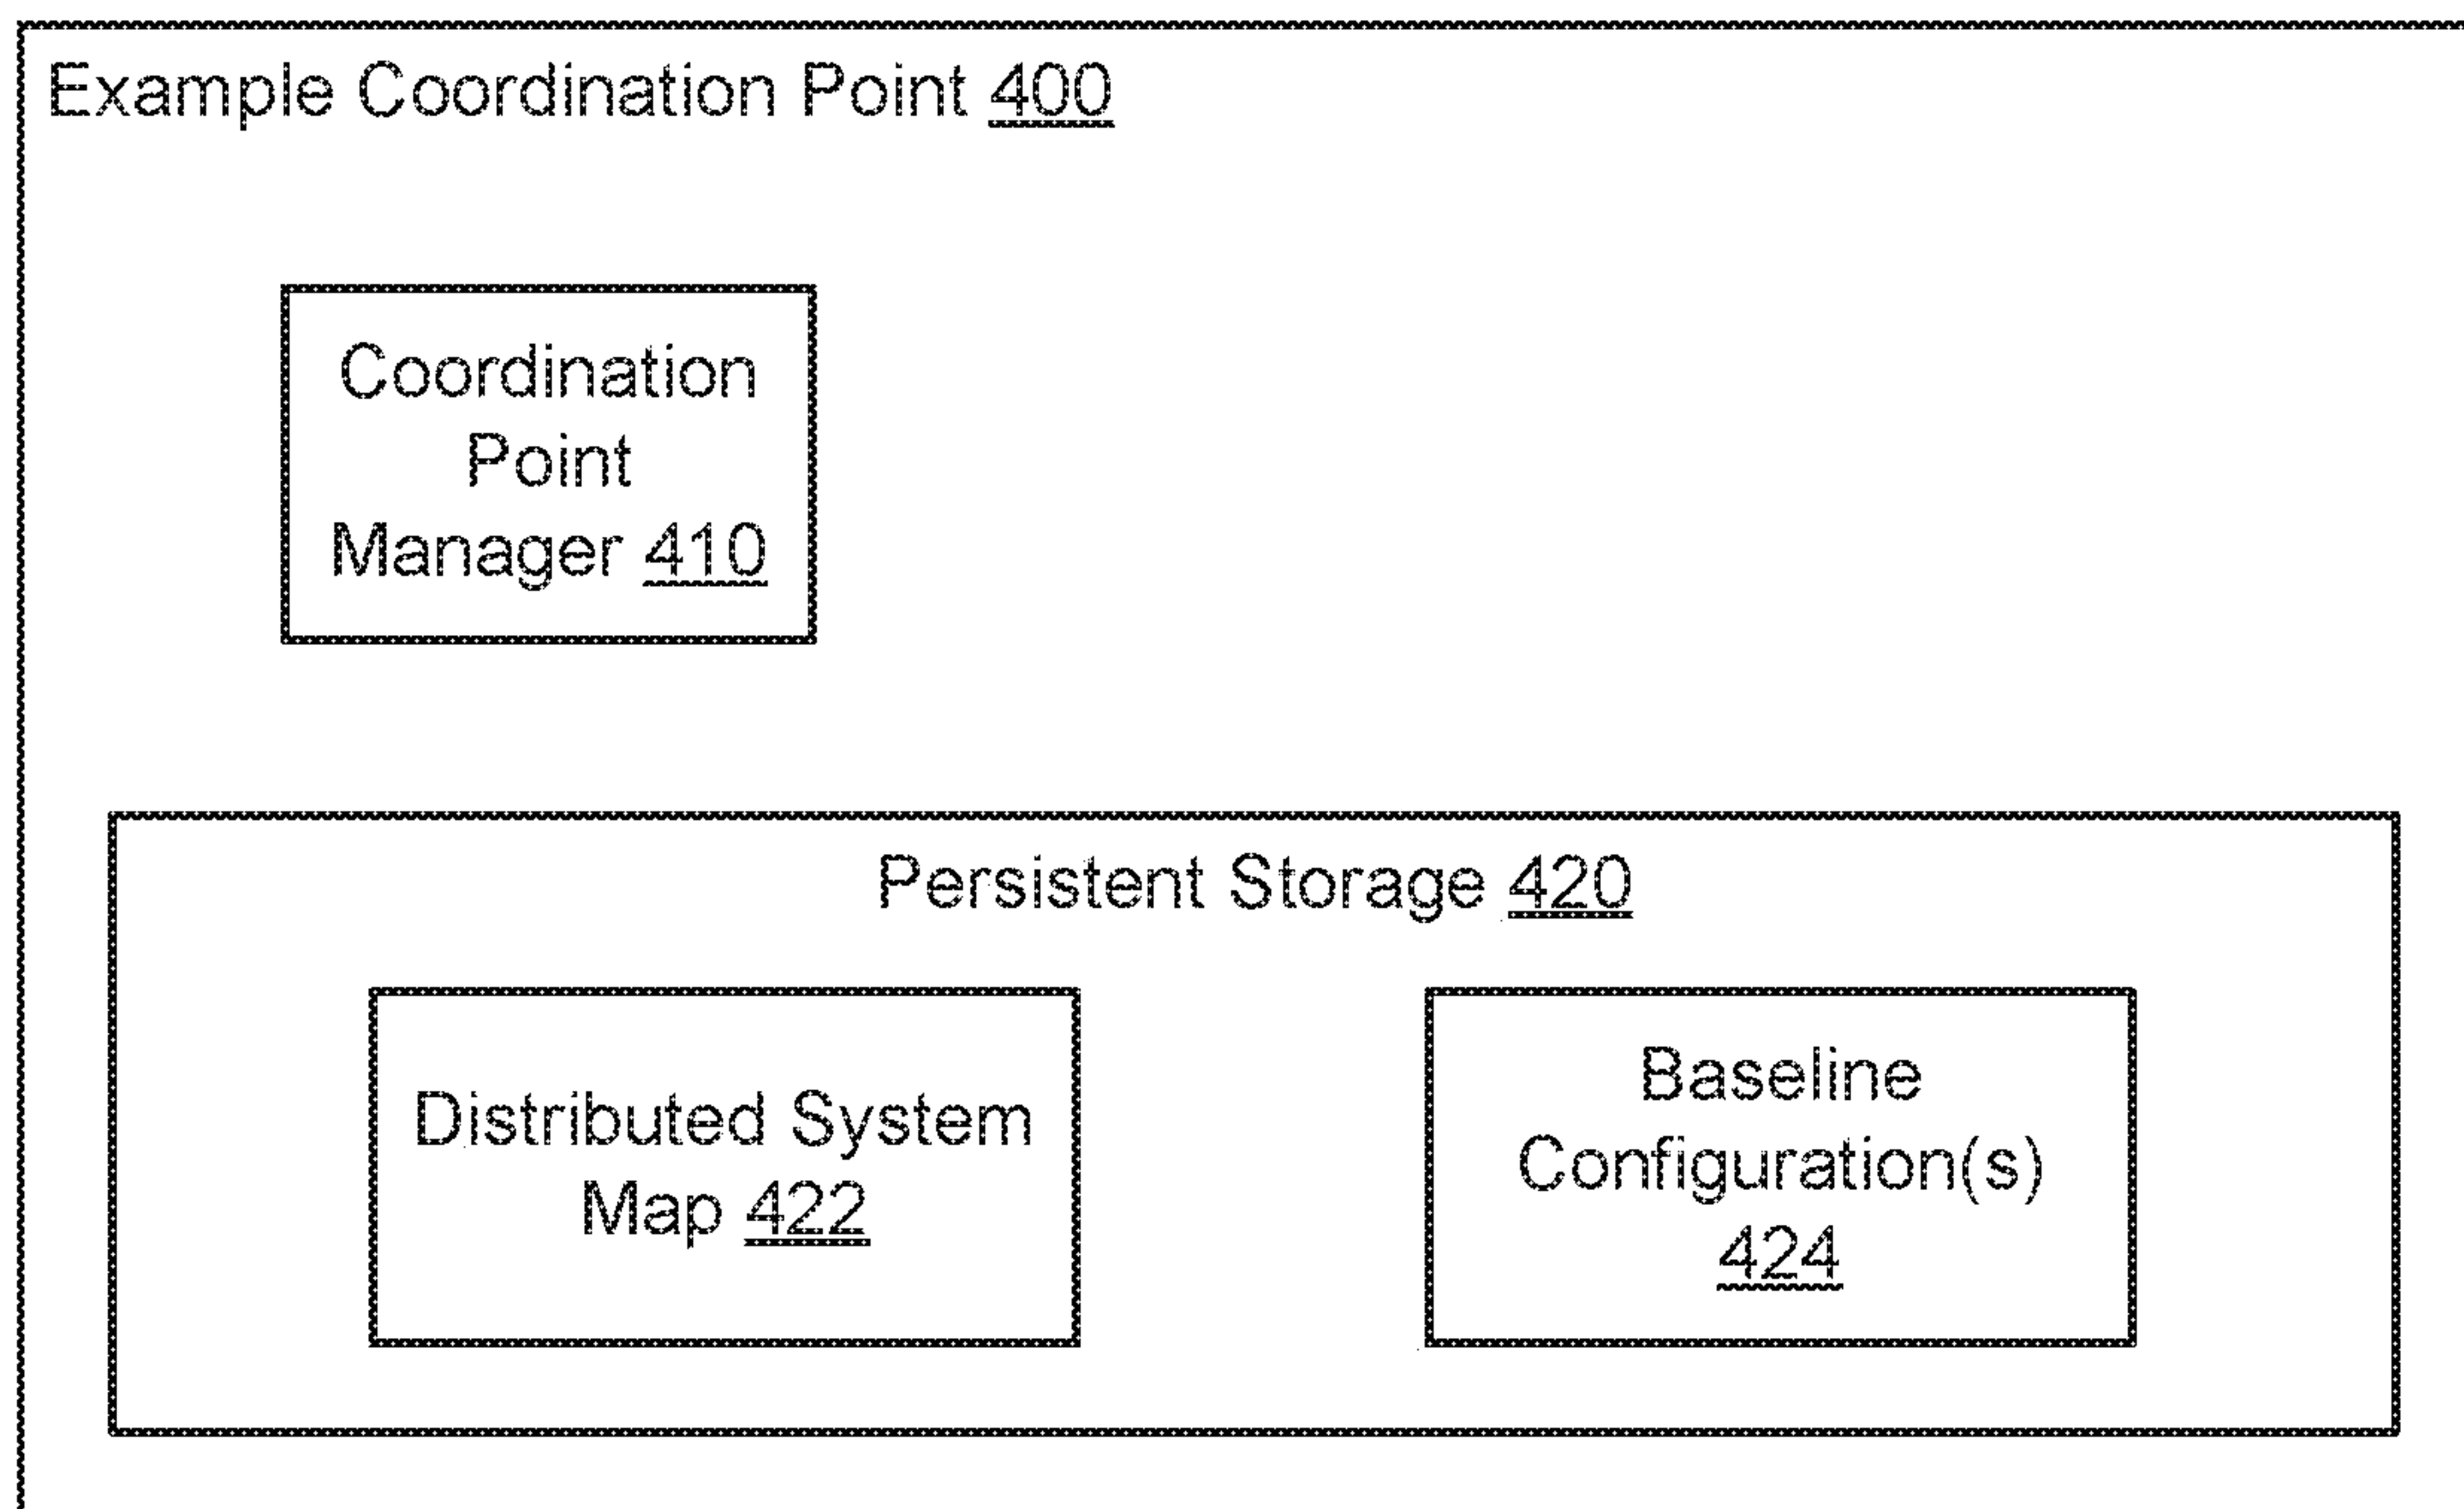 Example Coordination Point 400
Coordination
Point
Manager 410
Persistent Storage 420
Distributed System
Map 422
Baseline
Configuration(s)
424